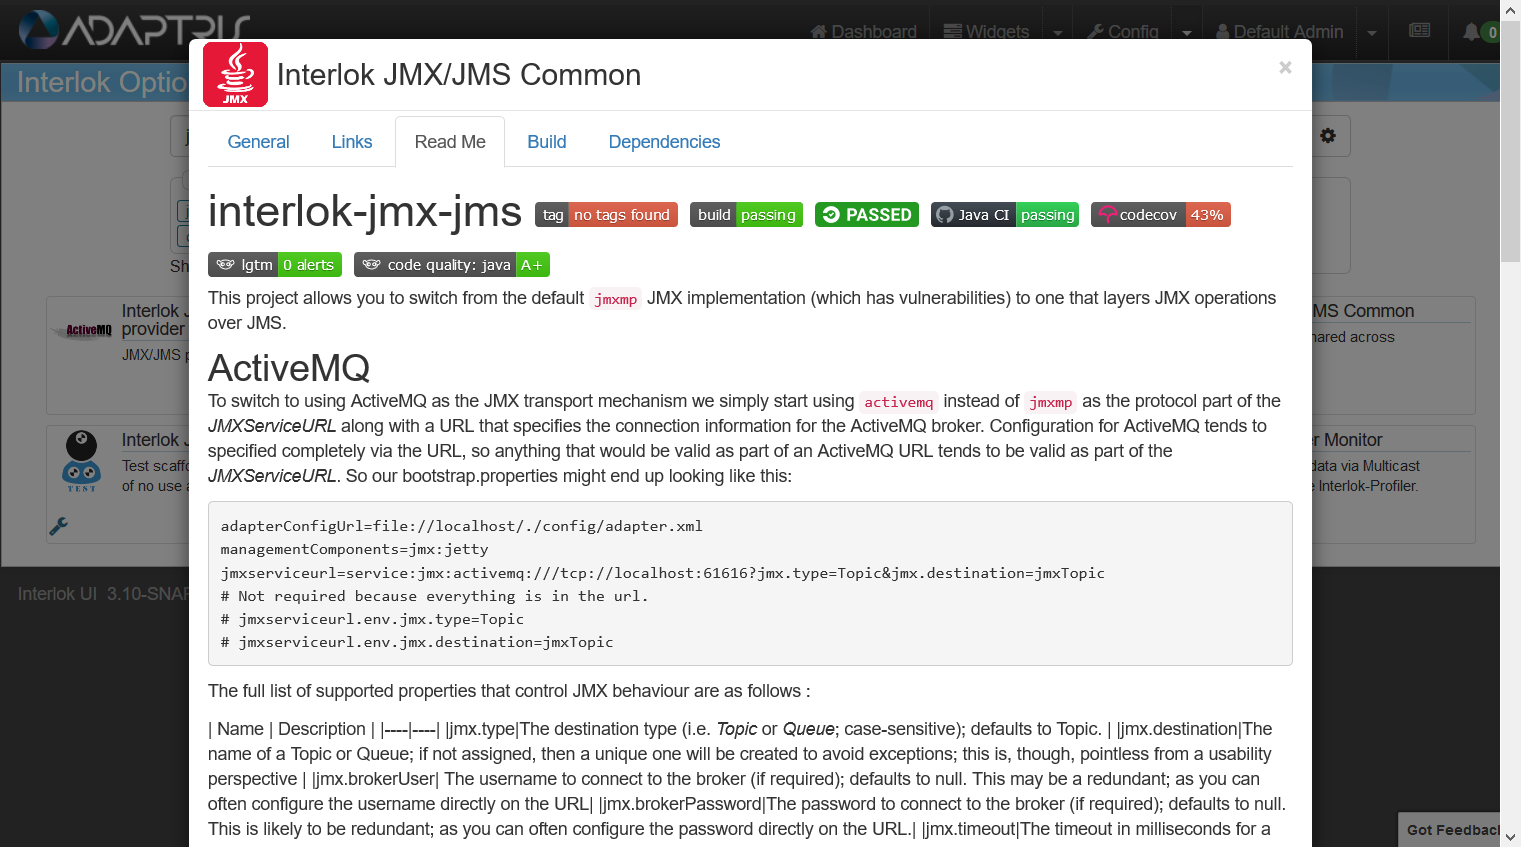 ADAPTRIS
Dashboard
Widgets
Config
Default Admin
0
Interlok Optio
JMX
Interlok JMX/JMS Common
×
General
Links
Read Me
Build
Dependencies
interlok-jmx-jms
tag no tags found
build passing
PASSED
Java CI passing
codecov 43%
lgtm 0 alerts
code quality: java A+
This project allows you to switch from the default jmxmp JMX implementation (which has vulnerabilities) to one that layers JMX operations
over JMS.
ActiveMQ
To switch to using ActiveMQ as the JMX transport mechanism we simply start using activemq instead of jmxmp as the protocol part of the
JMXServiceURL along with a URL that specifies the connection information for the ActiveMQ broker. Configuration for ActiveMQ tends to
specified completely via the URL, so anything that would be valid as part of an ActiveMQ URL tends to be valid as part of the
JMXServiceURL. So our bootstrap.properties might end up looking like this:
adapterConfigUrl=file://localhost/./config/adapter.xml
managementComponents=jmx:jetty
jmxserviceurl=service:jmx:activemq:///tcp://localhost:61616?jmx.type=Topic&jmx.destination=jmxTopic
# Not required because everything is in the url.
# jmxserviceurl.env.jmx.type=Topic
# jmxserviceurl.env.jmx.destination=jmxTopic
The full list of supported properties that control JMX behaviour are as follows :
| Name | Description | |----|----| |jmx.type|The destination type (i.e. Topic or Queue; case-sensitive); defaults to Topic. | |jmx.destination|The
name of a Topic or Queue; if not assigned, then a unique one will be created to avoid exceptions; this is, though, pointless from a usability
perspective | |jmx.brokerUser| The username to connect to the broker (if required); defaults to null. This may be a redundant; as you can
often configure the username directly on the URL| |jmx.brokerPassword|The password to connect to the broker (if required); defaults to null.
This is likely to be redundant; as you can often configure the password directly on the URL.| |jmx.timeout|The timeout in milliseconds for a
Sh
ActiveMQ
Interlok J
provider
JMX/JMS p
TEST
Interlok J
Test scaffo
of no use a
MS Common
hared across
r Monitor
data via Multicast
e Interlok-Profiler.
Interlok UI 3.10-SNAP
Got Feedbac